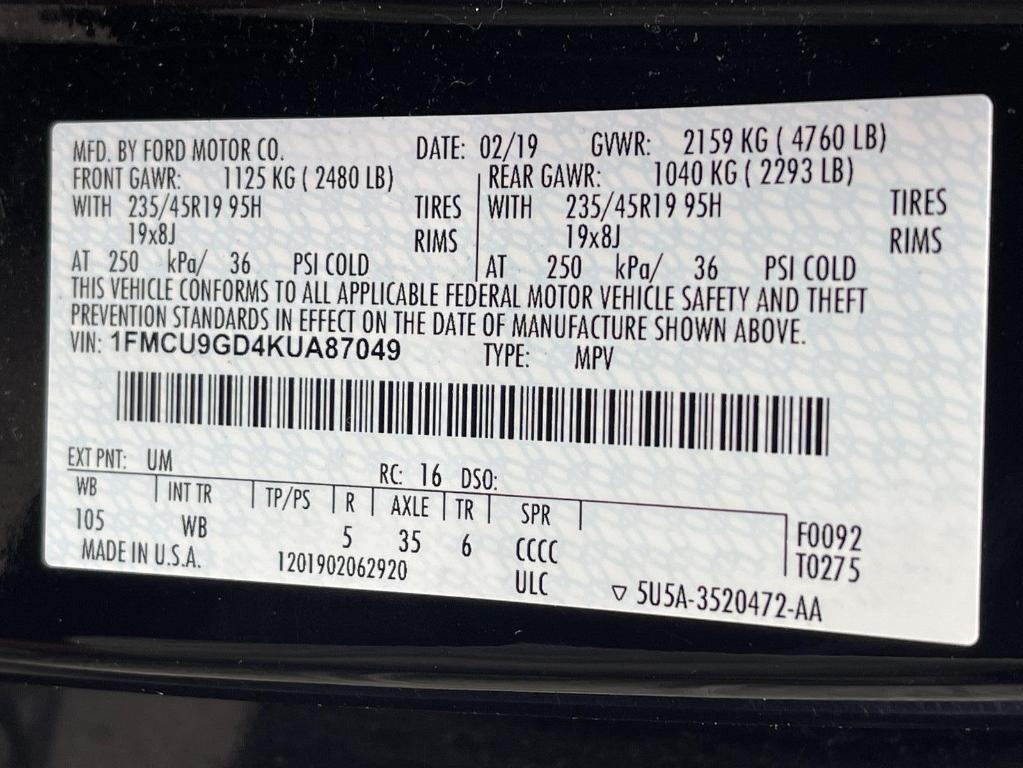 MFD. BY FORD MOTOR CO. DATE: 02/19 GVWR: 2159 KG ( 4760 LB)
FRONT GAWR: 1125 KG ( 2480 LB) REAR GAWR: 1040 KG ( 2293 LB)
WITH 235/45R19 95H TIRES WITH 235/45R19 95H TIRES
19x8J RIMS 19x8J RIMS
AT 250 kPa/ 36 PSI COLD AT 250 kPa/ 36 PSI COLD
THIS VEHICLE CONFORMS TO ALL APPLICABLE FEDERAL MOTOR VEHICLE SAFETY AND THEFT
PREVENTION STANDARDS IN EFFECT ON THE DATE OF MANUFACTURE SHOWN ABOVE.
VIN: 1FMCU9GD4KUA87049 TYPE: MPV
EXT PNT: UM RC: 16 DSO:
WB INT TR TP/PS R AXLE TR SPR
105 WB 5 35 6 CCCC F0092
MADE IN U.S.A. 1201902062920 ULC T0275
▽ 5U5A-3520472-AA